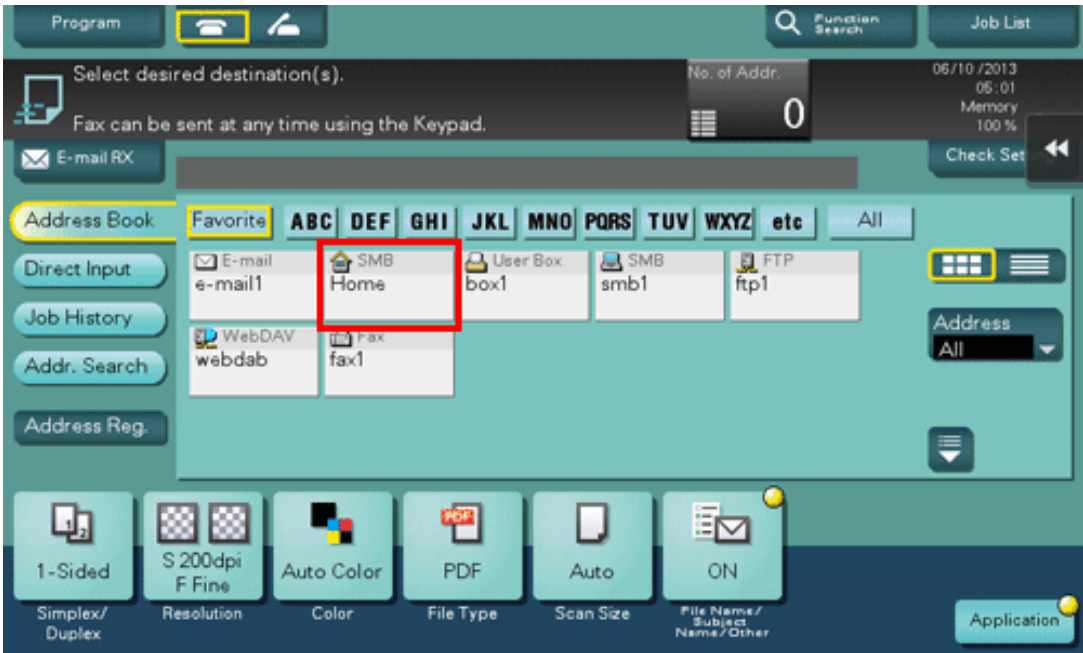 Program
Function
Search
Job List
Select desired destination(s).
No. of Addr.
0
06/10 /2013
05:01
Memory
100 %
Fax can be sent at any time using the Keypad.
E-mail RX
Check Set
Address Book
Favorite ABC DEF GHI JKL MNO PQRS TUV WXYZ etc All
Direct Input
E-mail
e-mail1
SMB
Home
User Box
box1
SMB
smb1
FTP
ftp1
Job History
WebDAV
webdab
Fax
fax1
Address
All
Addr. Search
Address Reg.
1-Sided
Simplex/
Duplex
S 200dpi
F Fine
Resolution
Auto Color
Color
PDF
PDF
File Type
Auto
Scan Size
ON
File Name/
Subject
Name/Other
Application